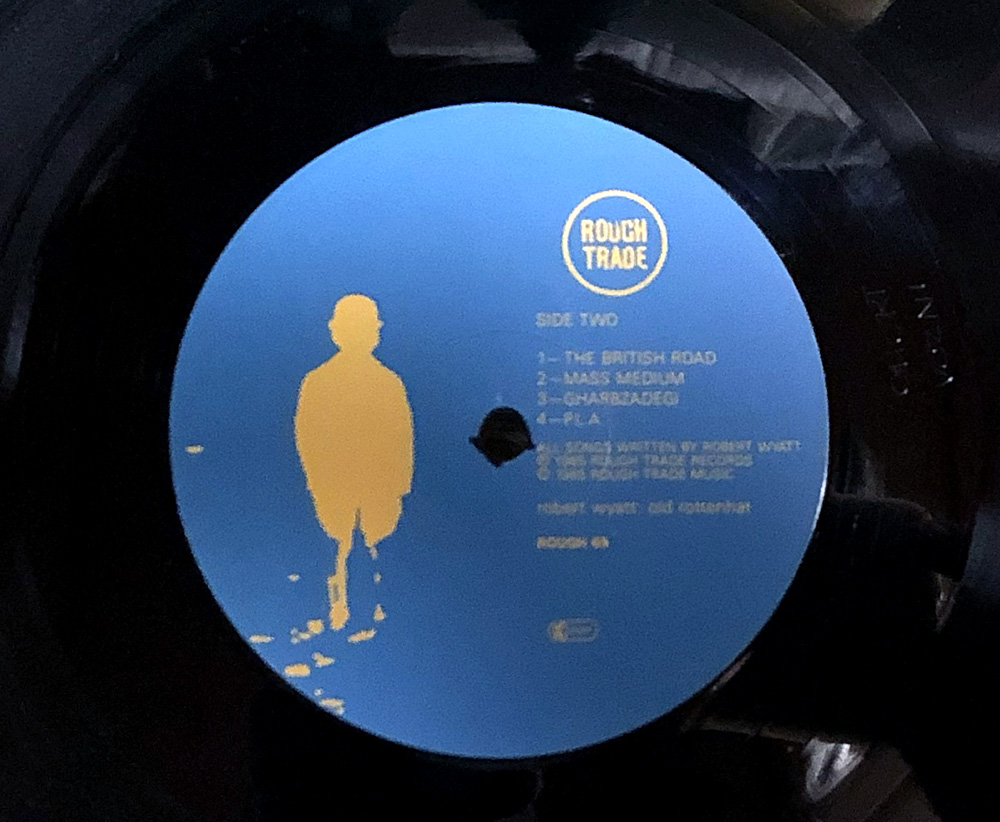 ROUGH
TRADE
SIDE TWO
1— THE BRITISH ROAD
2—MASS MEDIUM
3—GHARBZADEGI
4—P.L.A.
ALL SONGS WRITTEN BY ROBERT WYATT
℗ 1985 ROUGH TRADE RECORDS
© 1985 ROUGH TRADE MUSIC
robert wyatt: old rottenhat
ROUGH 69